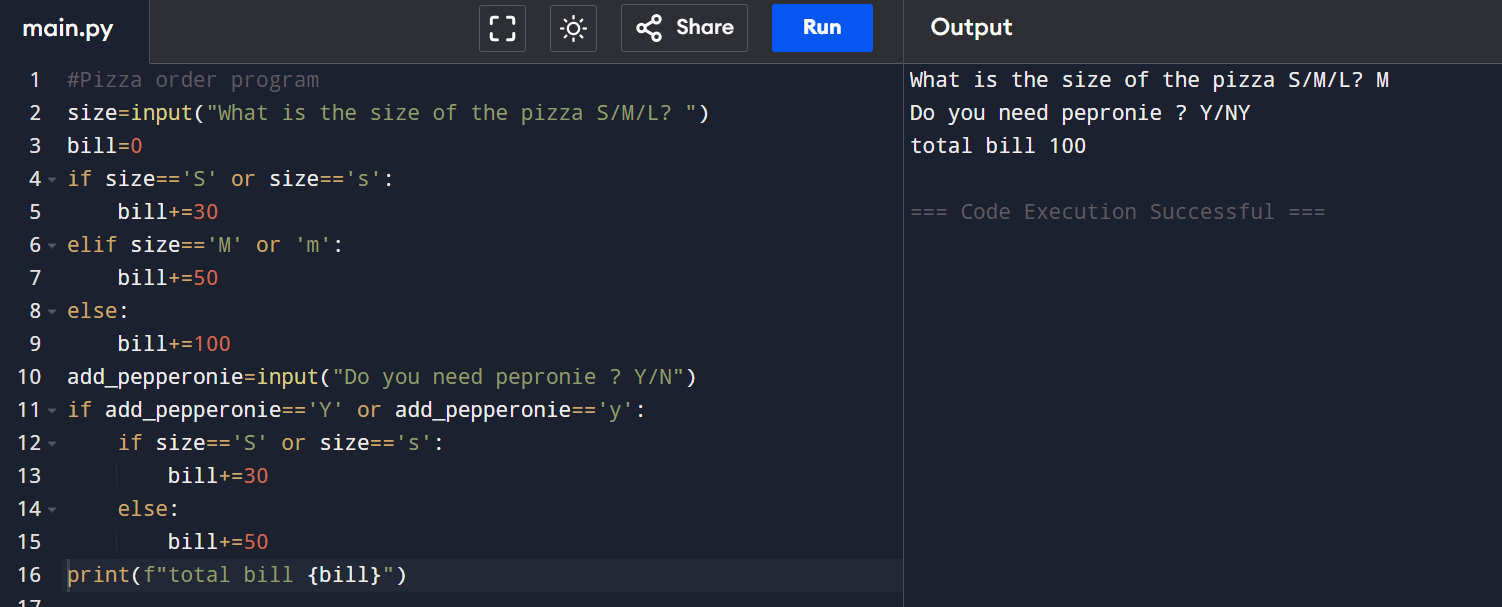 main.py
Share
Run
Output
1 #Pizza order program
2 size=input("What is the size of the pizza S/M/L? ")
3 bill=0
4 if size=='S' or size=='s':
5     bill+=30
6 elif size=='M' or 'm':
7     bill+=50
8 else:
9     bill+=100
10 add_pepperonie=input("Do you need pepronie ? Y/N")
11 if add_pepperonie=='Y' or add_pepperonie=='y':
12     if size=='S' or size=='s':
13         bill+=30
14     else:
15         bill+=50
16 print(f"total bill {bill}")
17
What is the size of the pizza S/M/L? M
Do you need pepronie ? Y/NY
total bill 100
=== Code Execution Successful ===